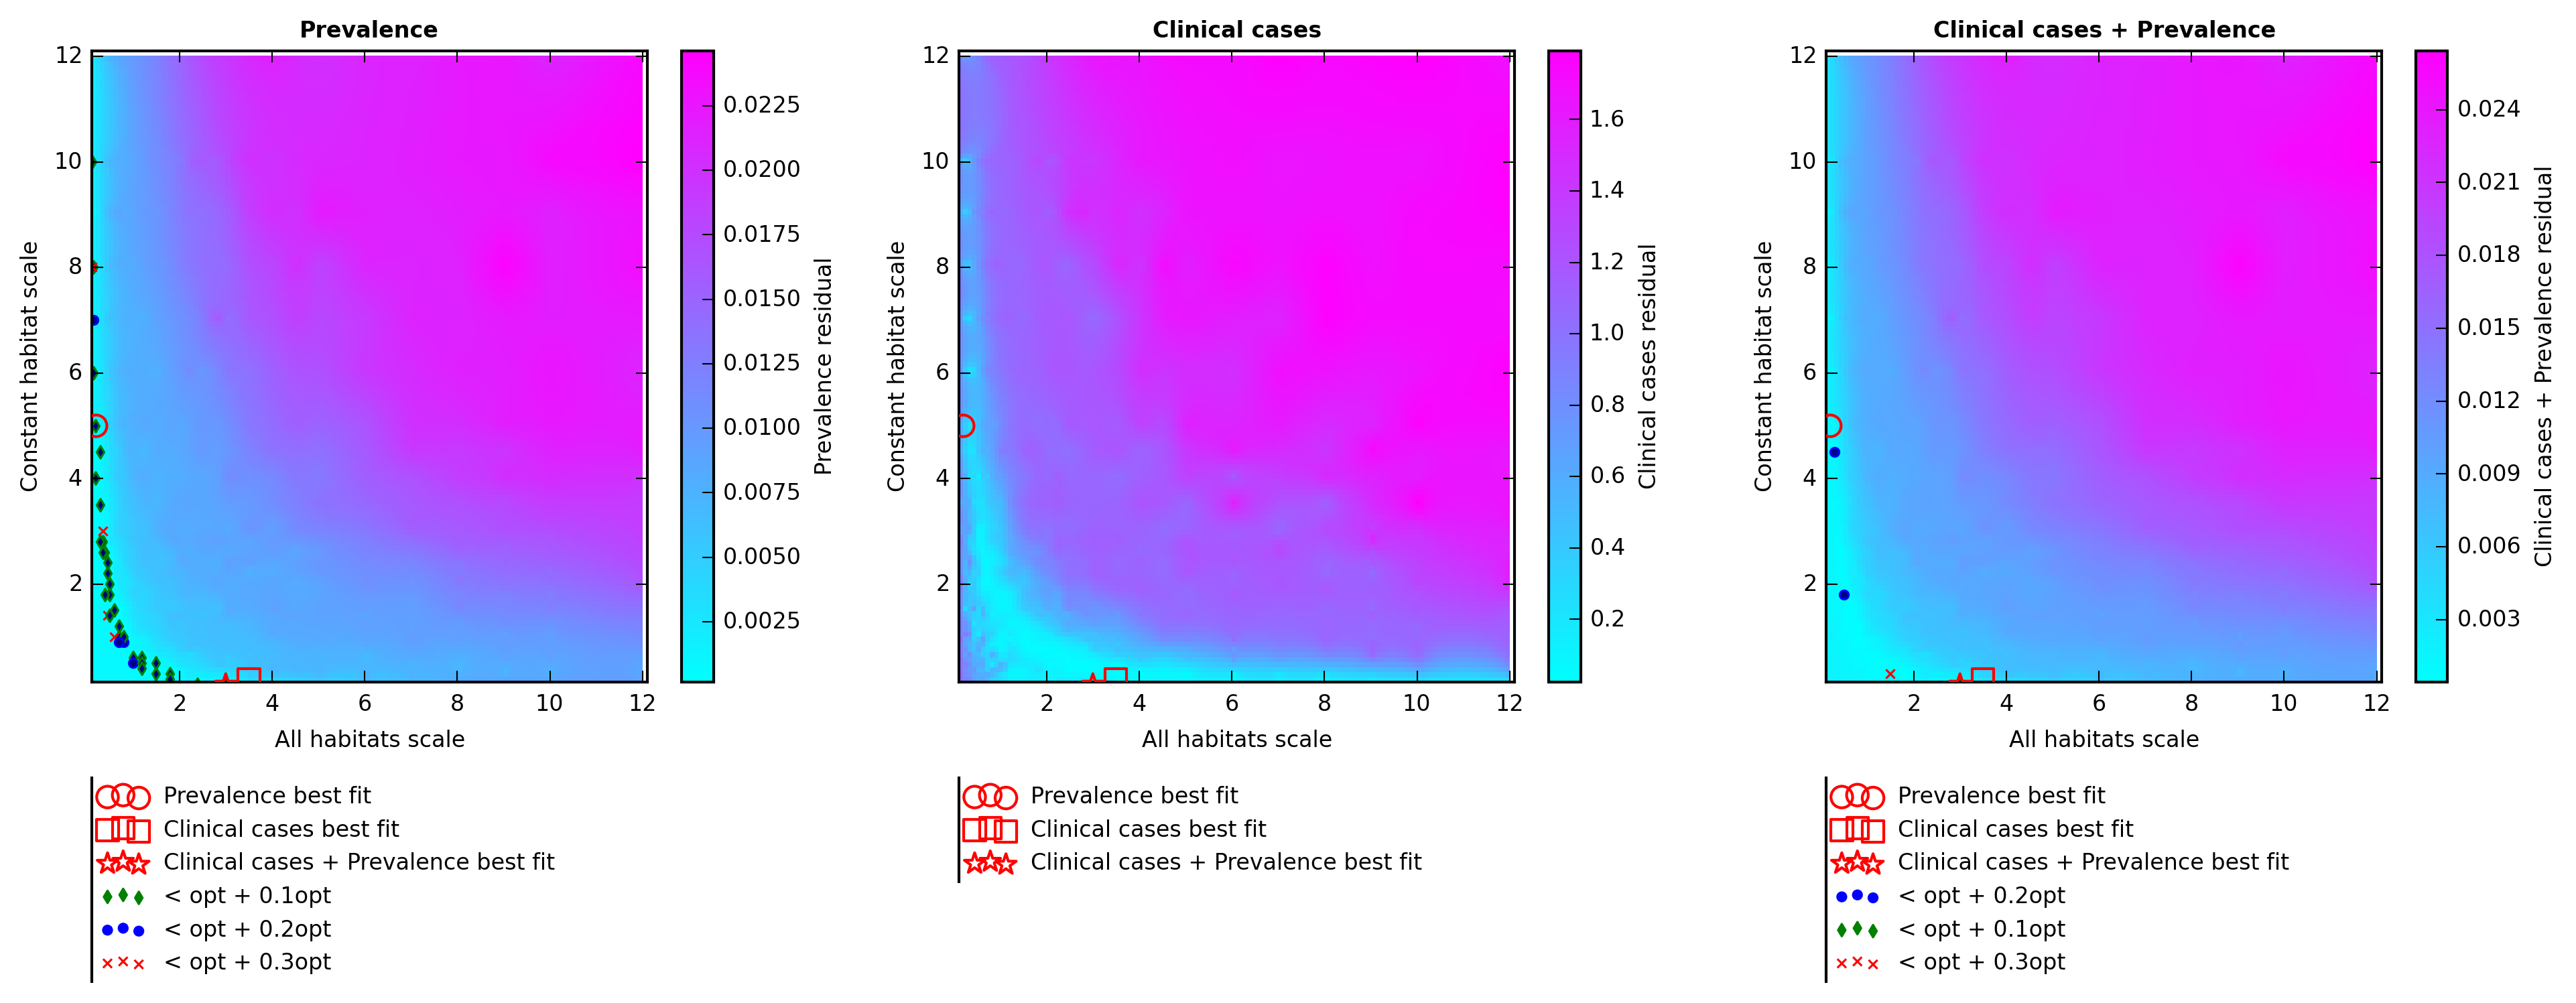 Prevalence
12
10
8
6
4
2
Constant habitat scale
2 4 6 8 10 12
All habitats scale
0.0225
0.0200
0.0175
0.0150
0.0125
0.0100
0.0075
0.0050
0.0025
Prevalence residual
Prevalence best fit
Clinical cases best fit
Clinical cases + Prevalence best fit
< opt + 0.1opt
< opt + 0.2opt
< opt + 0.3opt
Clinical cases
12
10
8
6
4
2
Constant habitat scale
2 4 6 8 10 12
All habitats scale
1.6
1.4
1.2
1.0
0.8
0.6
0.4
0.2
Clinical cases residual
Prevalence best fit
Clinical cases best fit
Clinical cases + Prevalence best fit
Clinical cases + Prevalence
12
10
8
6
4
2
Constant habitat scale
2 4 6 8 10 12
All habitats scale
0.024
0.021
0.018
0.015
0.012
0.009
0.006
0.003
Clinical cases + Prevalence residual
Prevalence best fit
Clinical cases best fit
Clinical cases + Prevalence best fit
< opt + 0.2opt
< opt + 0.1opt
< opt + 0.3opt